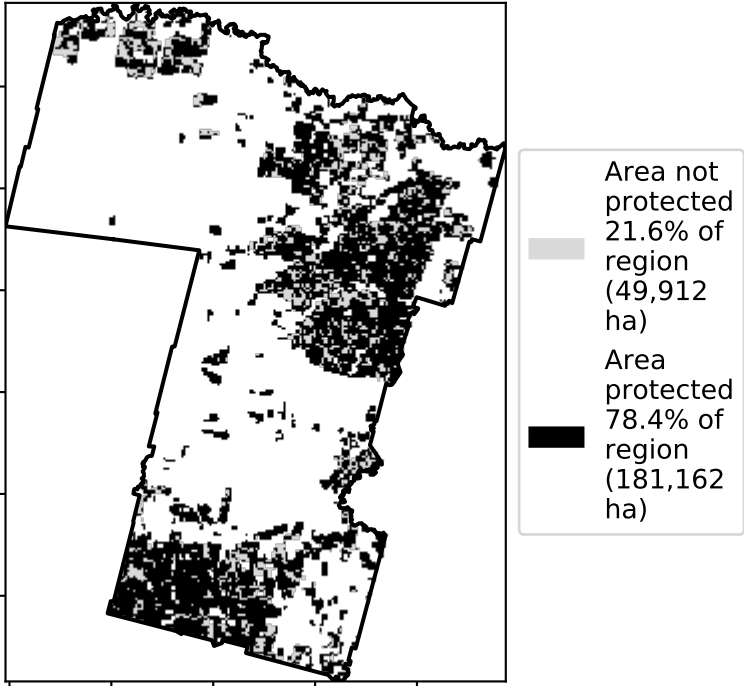 Area not
protected
21.6% of
region
(49,912
ha)
Area
protected
78.4% of
region
(181,162
ha)